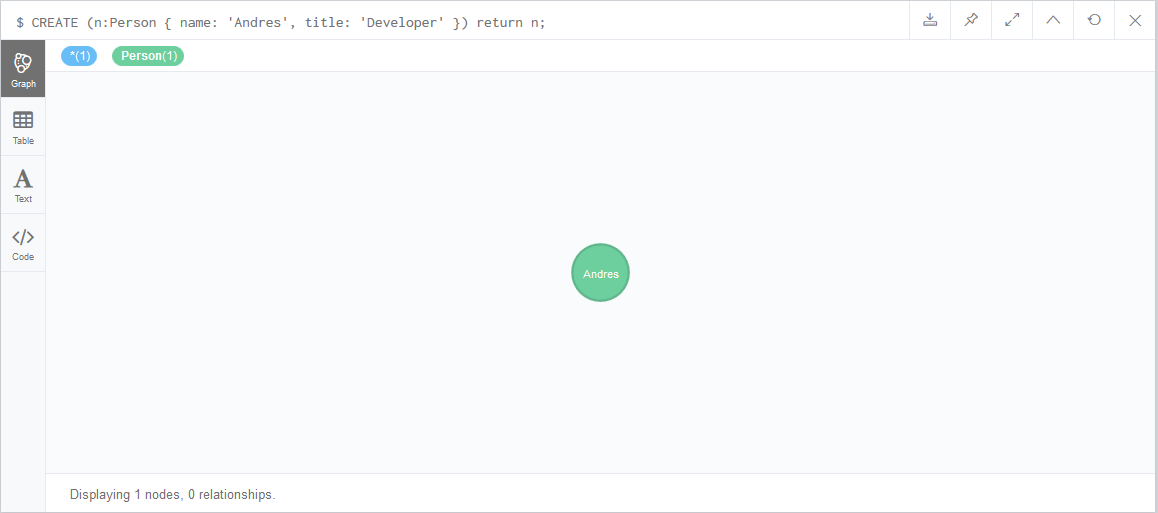 $ CREATE (n:Person { name: 'Andres', title: 'Developer' }) return n;
*(1) Person(1)
Graph
Table
A
Text
</>
Code
Andres
Displaying 1 nodes, 0 relationships.